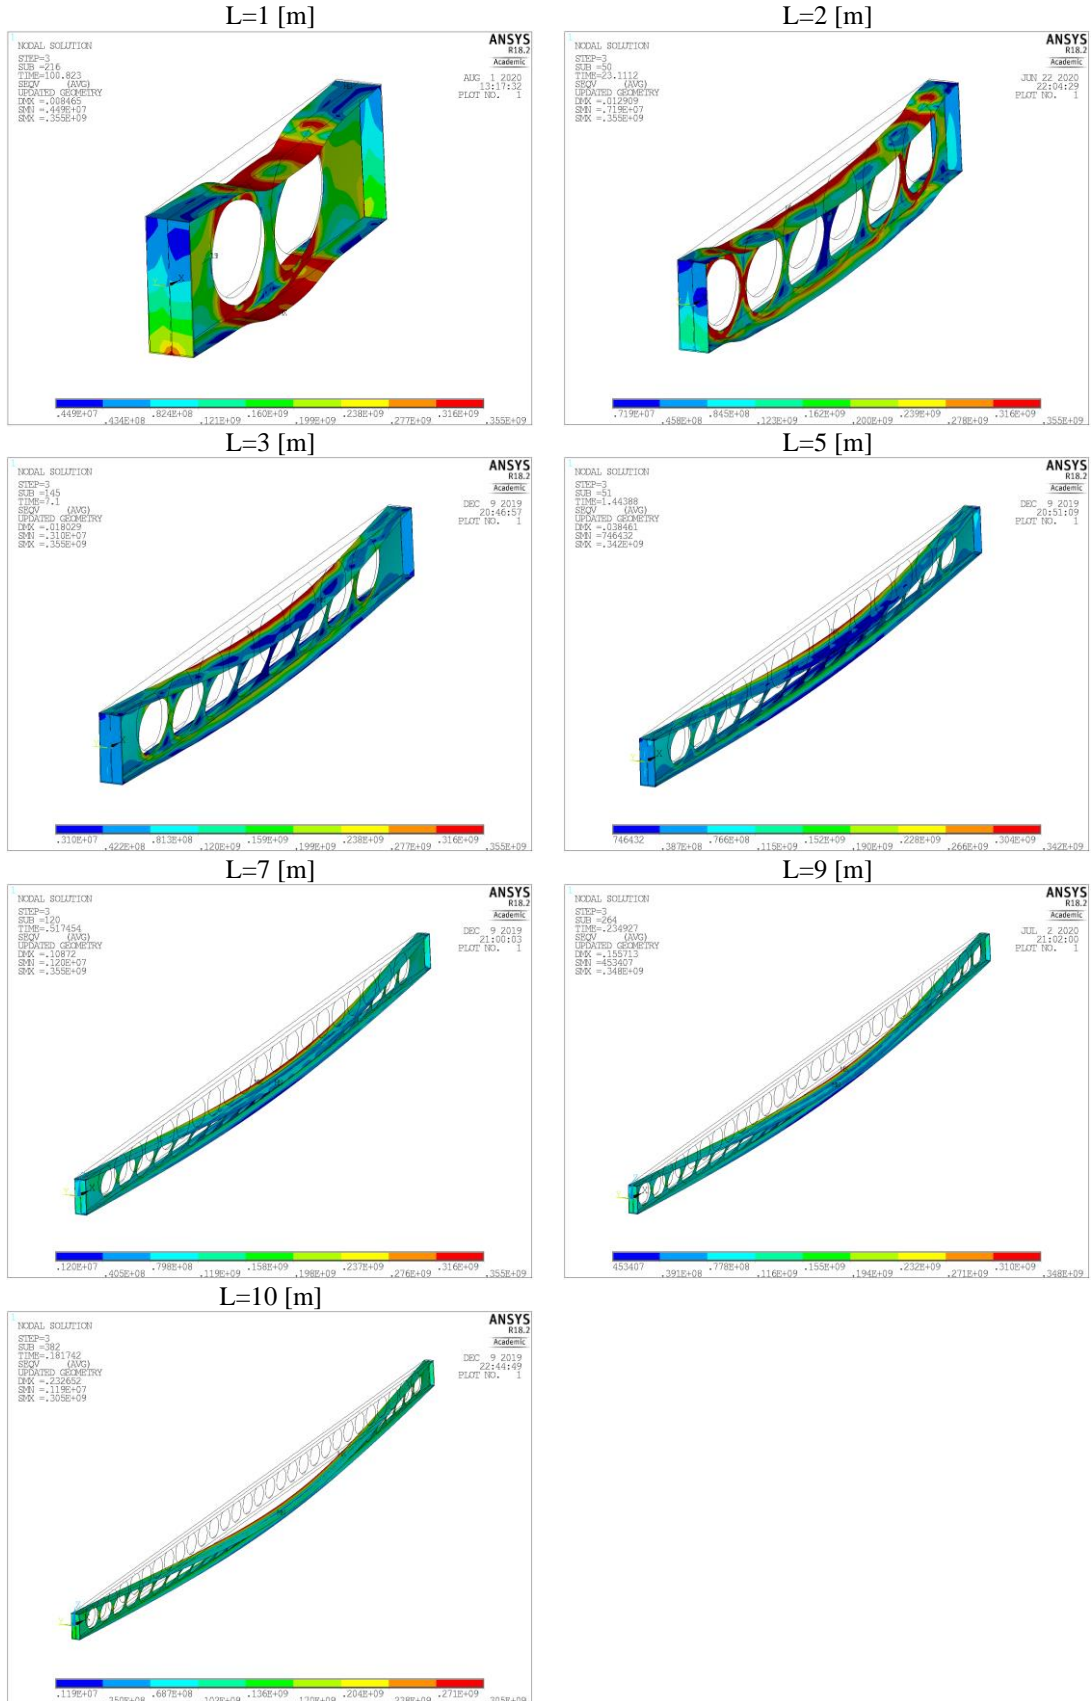 L=1 [m]
1
NODAL SOLUTION
STEP=3
SUB =216
TIME=100.823
SEQV (AVG)
UPDATED GEOMETRY
DMX =.008465
SMN =.449E+07
SMX =.355E+09
ANSYS
R18.2
Academic
AUG 1 2020
13:17:32
PLOT NO. 1
.449E+07 .824E+08 .160E+09 .238E+09 .316E+09
.434E+08 .121E+09 .199E+09 .277E+09 .355E+09
L=2 [m]
1
NODAL SOLUTION
STEP=3
SUB =50
TIME=23.1112
SEQV (AVG)
UPDATED GEOMETRY
DMX =.012909
SMN =.719E+07
SMX =.355E+09
ANSYS
R18.2
Academic
JUN 22 2020
22:04:29
PLOT NO. 1
.719E+07 .845E+08 .162E+09 .239E+09 .316E+09
.458E+08 .123E+09 .200E+09 .278E+09 .355E+09
L=3 [m]
1
NODAL SOLUTION
STEP=3
SUB =145
TIME=7.1
SEQV (AVG)
UPDATED GEOMETRY
DMX =.018029
SMN =.310E+07
SMX =.355E+09
ANSYS
R18.2
Academic
DEC 9 2019
20:46:57
PLOT NO. 1
.310E+07 .813E+08 .159E+09 .238E+09 .316E+09
.422E+08 .120E+09 .199E+09 .277E+09 .355E+09
L=5 [m]
1
NODAL SOLUTION
STEP=3
SUB =51
TIME=1.44388
SEQV (AVG)
UPDATED GEOMETRY
DMX =.038461
SMN =746432
SMX =.342E+09
ANSYS
R18.2
Academic
DEC 9 2019
20:51:09
PLOT NO. 1
746432 .766E+08 .152E+09 .228E+09 .304E+09
.387E+08 .115E+09 .190E+09 .266E+09 .342E+09
L=7 [m]
1
NODAL SOLUTION
STEP=3
SUB =120
TIME=.517454
SEQV (AVG)
UPDATED GEOMETRY
DMX =.10872
SMN =.120E+07
SMX =.355E+09
ANSYS
R18.2
Academic
DEC 9 2019
21:00:03
PLOT NO. 1
.120E+07 .798E+08 .158E+09 .237E+09 .316E+09
.405E+08 .119E+09 .198E+09 .276E+09 .355E+09
L=9 [m]
1
NODAL SOLUTION
STEP=3
SUB =264
TIME=.234927
SEQV (AVG)
UPDATED GEOMETRY
DMX =.155713
SMN =453407
SMX =.348E+09
ANSYS
R18.2
Academic
JUL 2 2020
21:02:00
PLOT NO. 1
453407 .778E+08 .155E+09 .232E+09 .310E+09
.391E+08 .116E+09 .194E+09 .271E+09 .348E+09
L=10 [m]
1
NODAL SOLUTION
STEP=3
SUB =382
TIME=.181742
SEQV (AVG)
UPDATED GEOMETRY
DMX =.232652
SMN =.119E+07
SMX =.305E+09
ANSYS
R18.2
Academic
DEC 9 2019
22:44:49
PLOT NO. 1
.119E+07 .687E+08 .136E+09 .204E+09 .271E+09